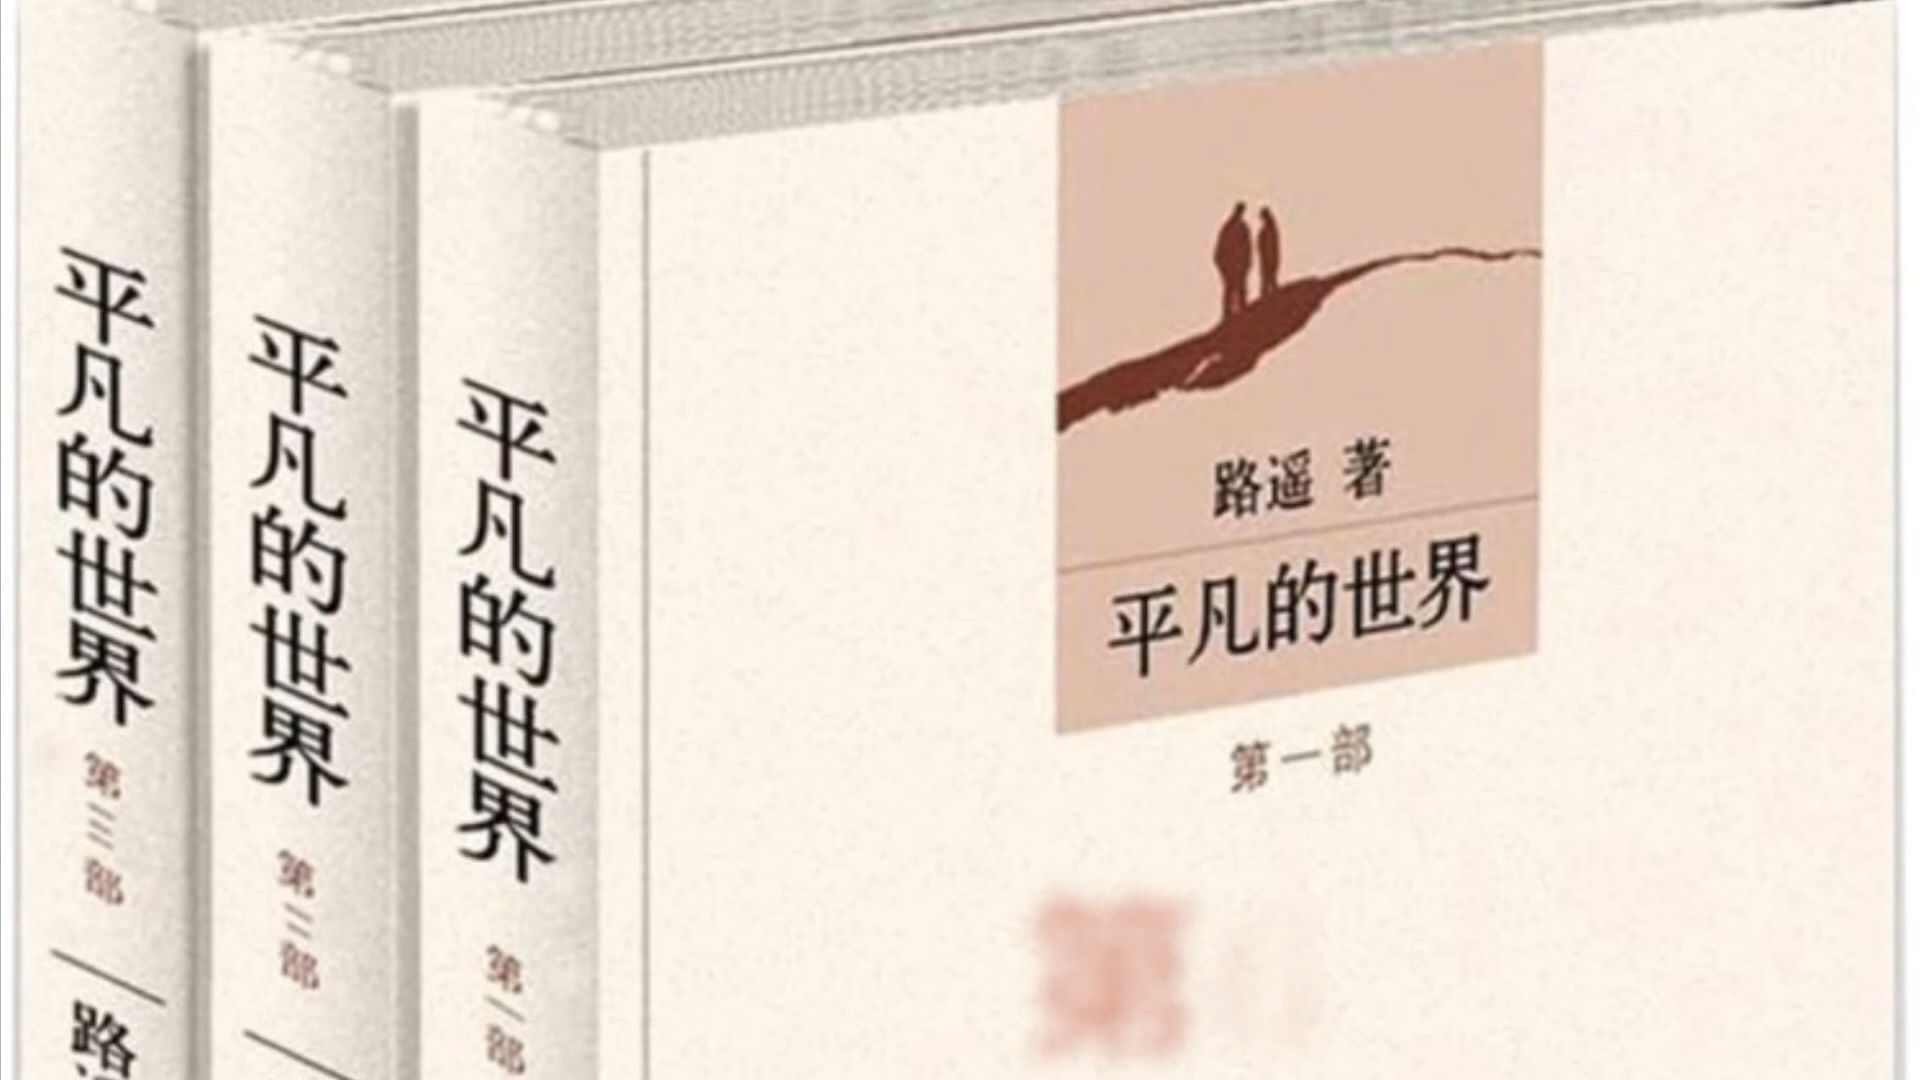 平凡的世界
第三部
路
平凡的世界
第二部
平凡的世界
第一部
路遥 著
平凡的世界
第一部